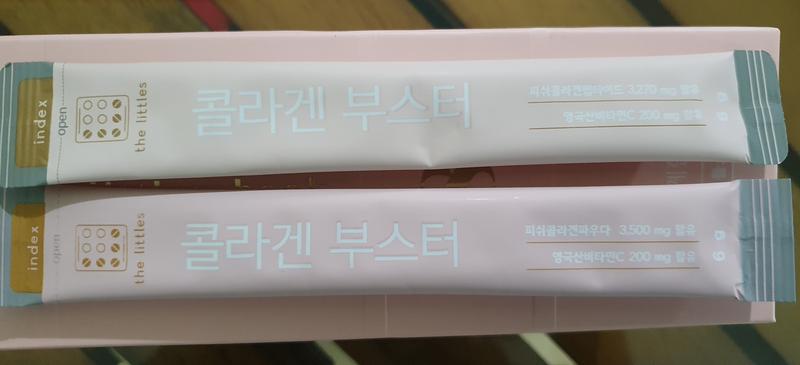 index
open
the littles
콜라겐 부스터
피쉬콜라겐펩타이드 3,270 mg 함유
영국산비타민C 200 mg 함유
6 g
index
open
the littles
콜라겐 부스터
피쉬콜라겐파우더 3,500 mg 함유
영국산비타민C 200 mg 함유
6 g